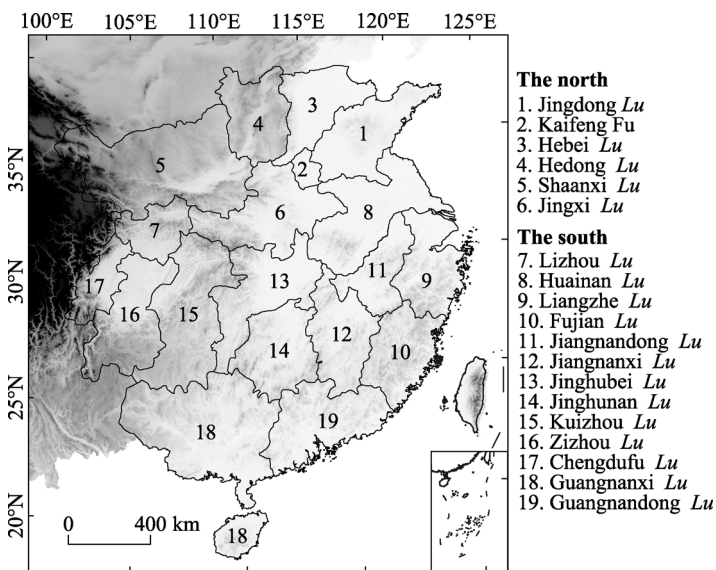 100°E 105°E 110°E 115°E 120°E 125°E
35°N
30°N
25°N
20°N
3
4
1
5
2
6
8
7
11
17
13
9
16
15
12
14
10
18
19
18
0 400 km
The north
1. Jingdong Lu
2. Kaifeng Fu
3. Hebei Lu
4. Hedong Lu
5. Shaanxi Lu
6. Jingxi Lu
The south
7. Lizhou Lu
8. Huainan Lu
9. Liangzhe Lu
10. Fujian Lu
11. Jiangnandong Lu
12. Jiangnanxi Lu
13. Jinghubei Lu
14. Jinghunan Lu
15. Kuizhou Lu
16. Zizhou Lu
17. Chengdufu Lu
18. Guangnanxi Lu
19. Guangnandong Lu